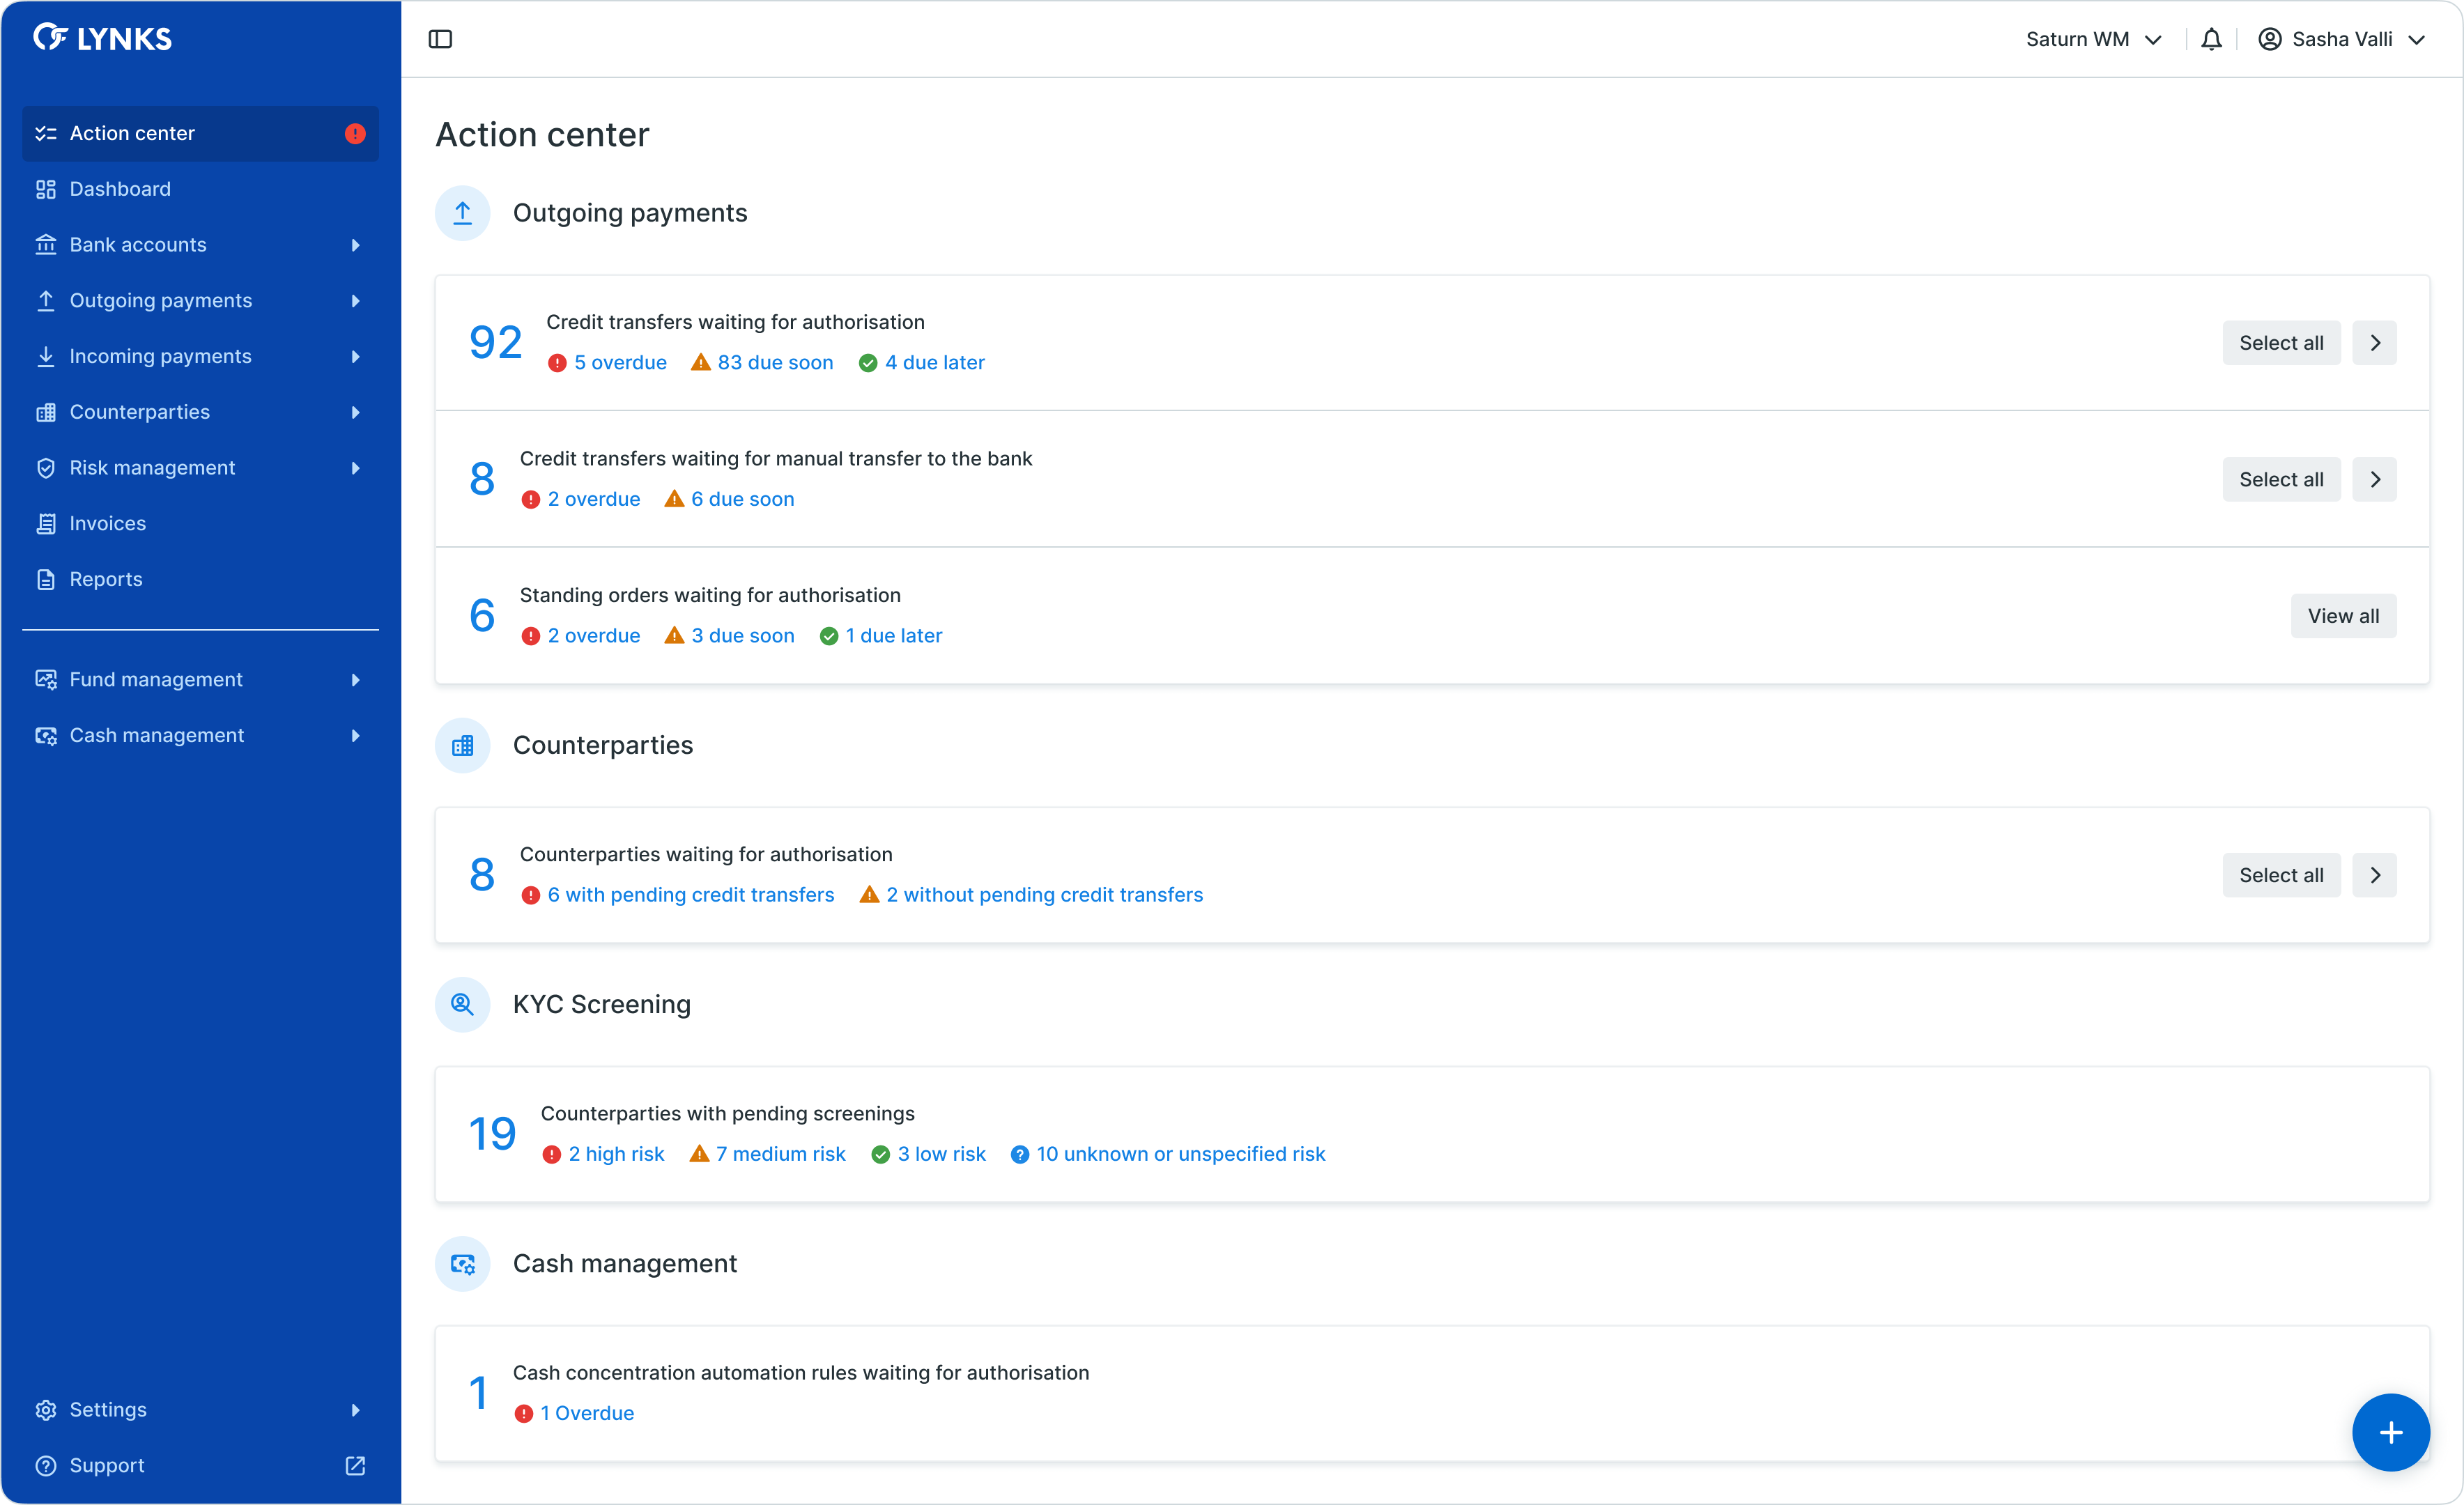 LYNKS
Saturn WM
Sasha Valli
Action center
Dashboard
Bank accounts
Outgoing payments
Incoming payments
Counterparties
Risk management
Invoices
Reports
Fund management
Cash management
Settings
Support
Action center
Outgoing payments
92
Credit transfers waiting for authorisation
5 overdue 83 due soon 4 due later
Select all
8
Credit transfers waiting for manual transfer to the bank
2 overdue 6 due soon
Select all
6
Standing orders waiting for authorisation
2 overdue 3 due soon 1 due later
View all
Counterparties
8
Counterparties waiting for authorisation
6 with pending credit transfers 2 without pending credit transfers
Select all
KYC Screening
19
Counterparties with pending screenings
2 high risk 7 medium risk 3 low risk 10 unknown or unspecified risk
Cash management
1
Cash concentration automation rules waiting for authorisation
1 Overdue